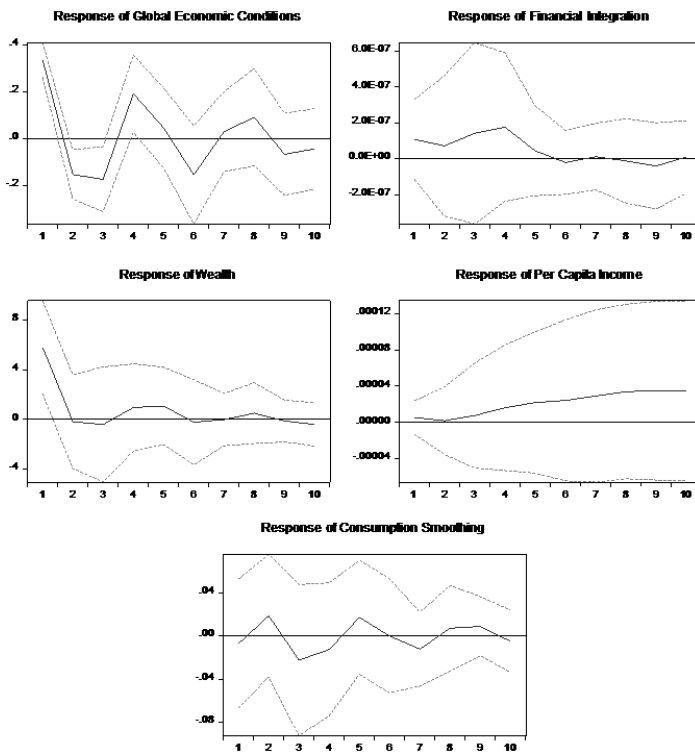 Response of Global Economic Conditions
.4
.2
.0
-.2
1 2 3 4 5 6 7 8 9 10
Response of Financial Integration
6.0E-07
4.0E-07
2.0E-07
0.0E+00
-2.0E-07
1 2 3 4 5 6 7 8 9 10
Response of Wealth
8
4
0
-4
1 2 3 4 5 6 7 8 9 10
Response of Per Capila Income
.00012
.00008
.00004
.00000
-.00004
1 2 3 4 5 6 7 8 9 10
Response of Consumption Smoothing
.04
.00
-.04
-.08
1 2 3 4 5 6 7 8 9 10